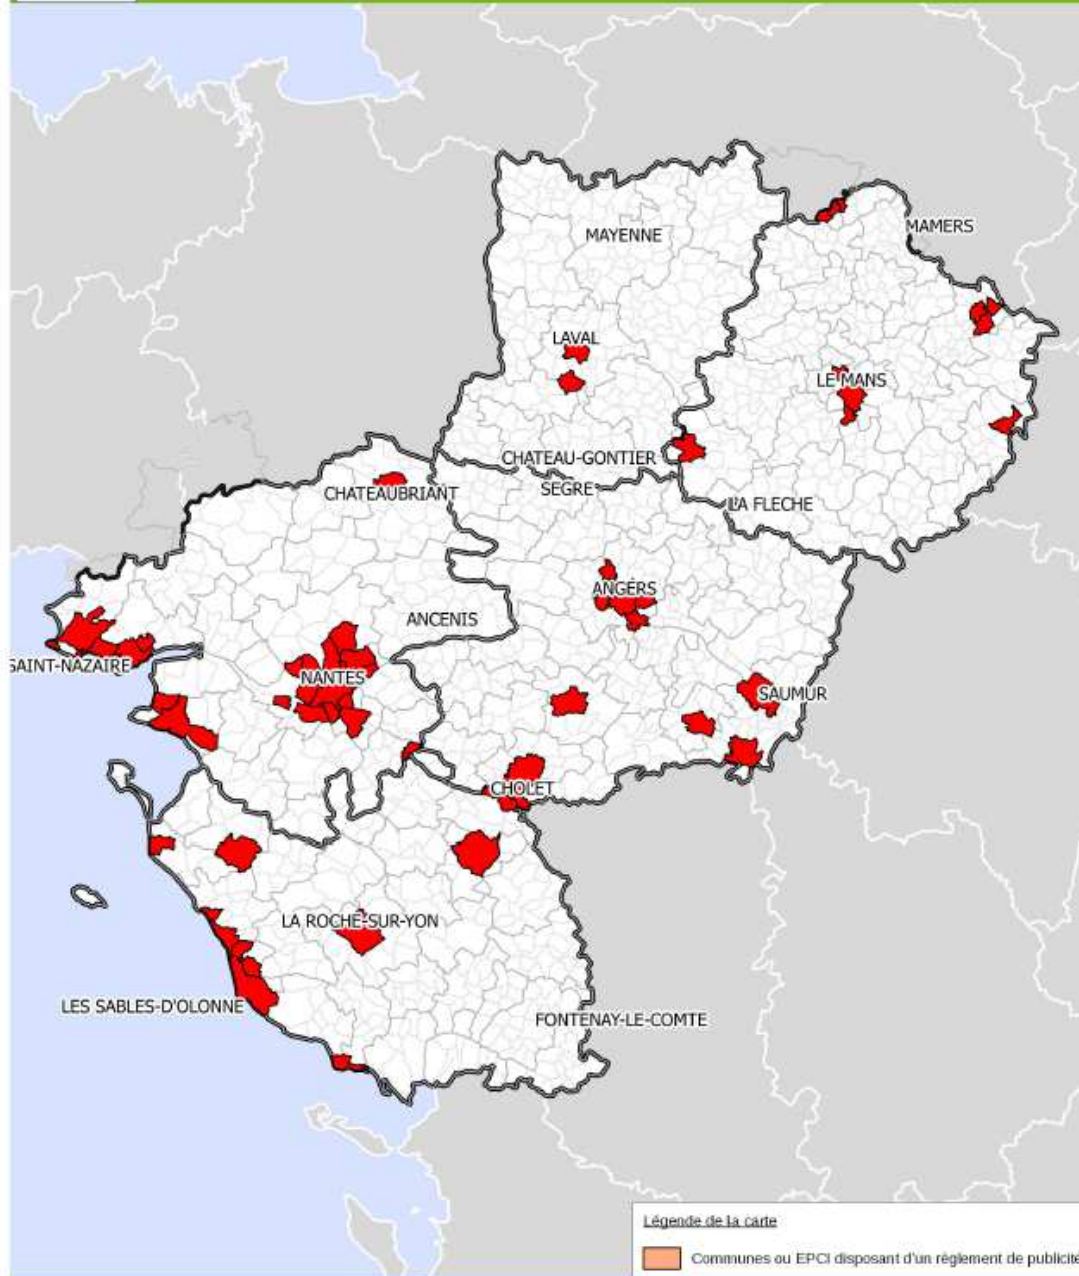 MAMERS
MAYENNE
LAVAL
LE MANS
CHATEAU-GONTIER
SEGRE
CHATEAUBRIANT
LA FLECHE
ANGERS
ANCENIS
SAINT-NAZAIRE
NANTES
SAUMUR
CHOLET
LA ROCHE-SUR-YON
LES SABLES-D'OLONNE
FONTENAY-LE-COMTE
Légende de la carte
Communes ou EPCI disposant d'un règlement de publicité